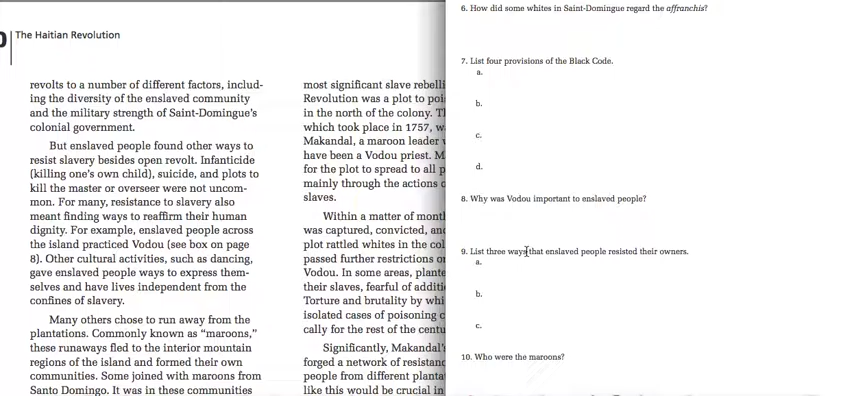 The Haitian Revolution
revolts to a number of different factors, includ-
ing the diversity of the enslaved community
and the military strength of Saint-Domingue's
colonial government.
But enslaved people found other ways to
resist slavery besides open revolt. Infanticide
(killing one's own child), suicide, and plots to
kill the master or overseer were not uncom-
mon. For many, resistance to slavery also
meant finding ways to reaffirm their human
dignity. For example, enslaved people across
the island practiced Vodou (see box on page
8). Other cultural activities, such as dancing,
gave enslaved people ways to express them-
selves and have lives independent from the
confines of slavery.
Many others chose to run away from the
plantations. Commonly known as “maroons,”
these runaways fled to the interior mountain
regions of the island and formed their own
communities. Some joined with maroons from
Santo Domingo. It was in these communities
most significant slave rebelli
Revolution was a plot to poi
in the north of the colony. T
which took place in 1757, w
Makandal, a maroon leader
have been a Vodou priest. M
for the plot to spread to all p
mainly through the actions o
slaves.
Within a matter of mont
was captured, convicted, an
plot rattled whites in the col
passed further restrictions o
Vodou. In some areas, plante
their slaves, fearful of additi
Torture and brutality by whi
isolated cases of poisoning c
cally for the rest of the centu
Significantly, Makandal's
forged a network of resistanc
people from different planta
like this would be crucial in
6. How did some whites in Saint-Domingue regard the affranchis?
7. List four provisions of the Black Code.
a.
b.
c.
d.
8. Why was Vodou important to enslaved people?
9. List three ways that enslaved people resisted their owners.
a.
b.
c.
10. Who were the maroons?